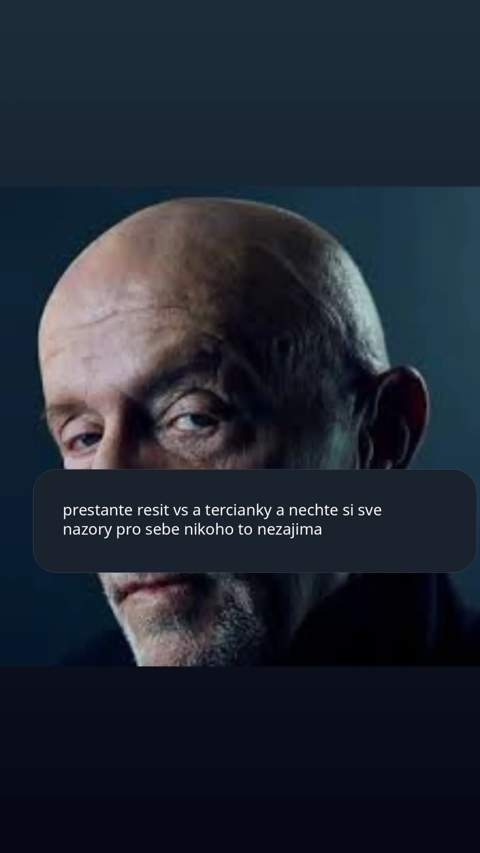 prestante resit vs a tercianky a nechte si sve
nazory pro sebe nikoho to nezajima